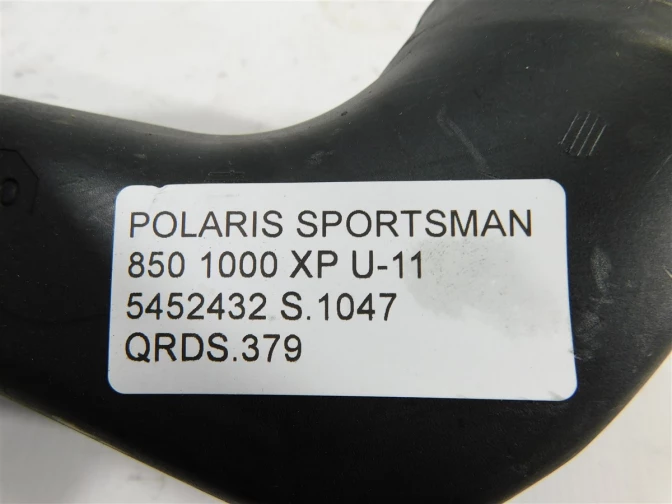 POLARIS SPORTSMAN
850 1000 XP U-11
5452432 S.1047
QRDS.379